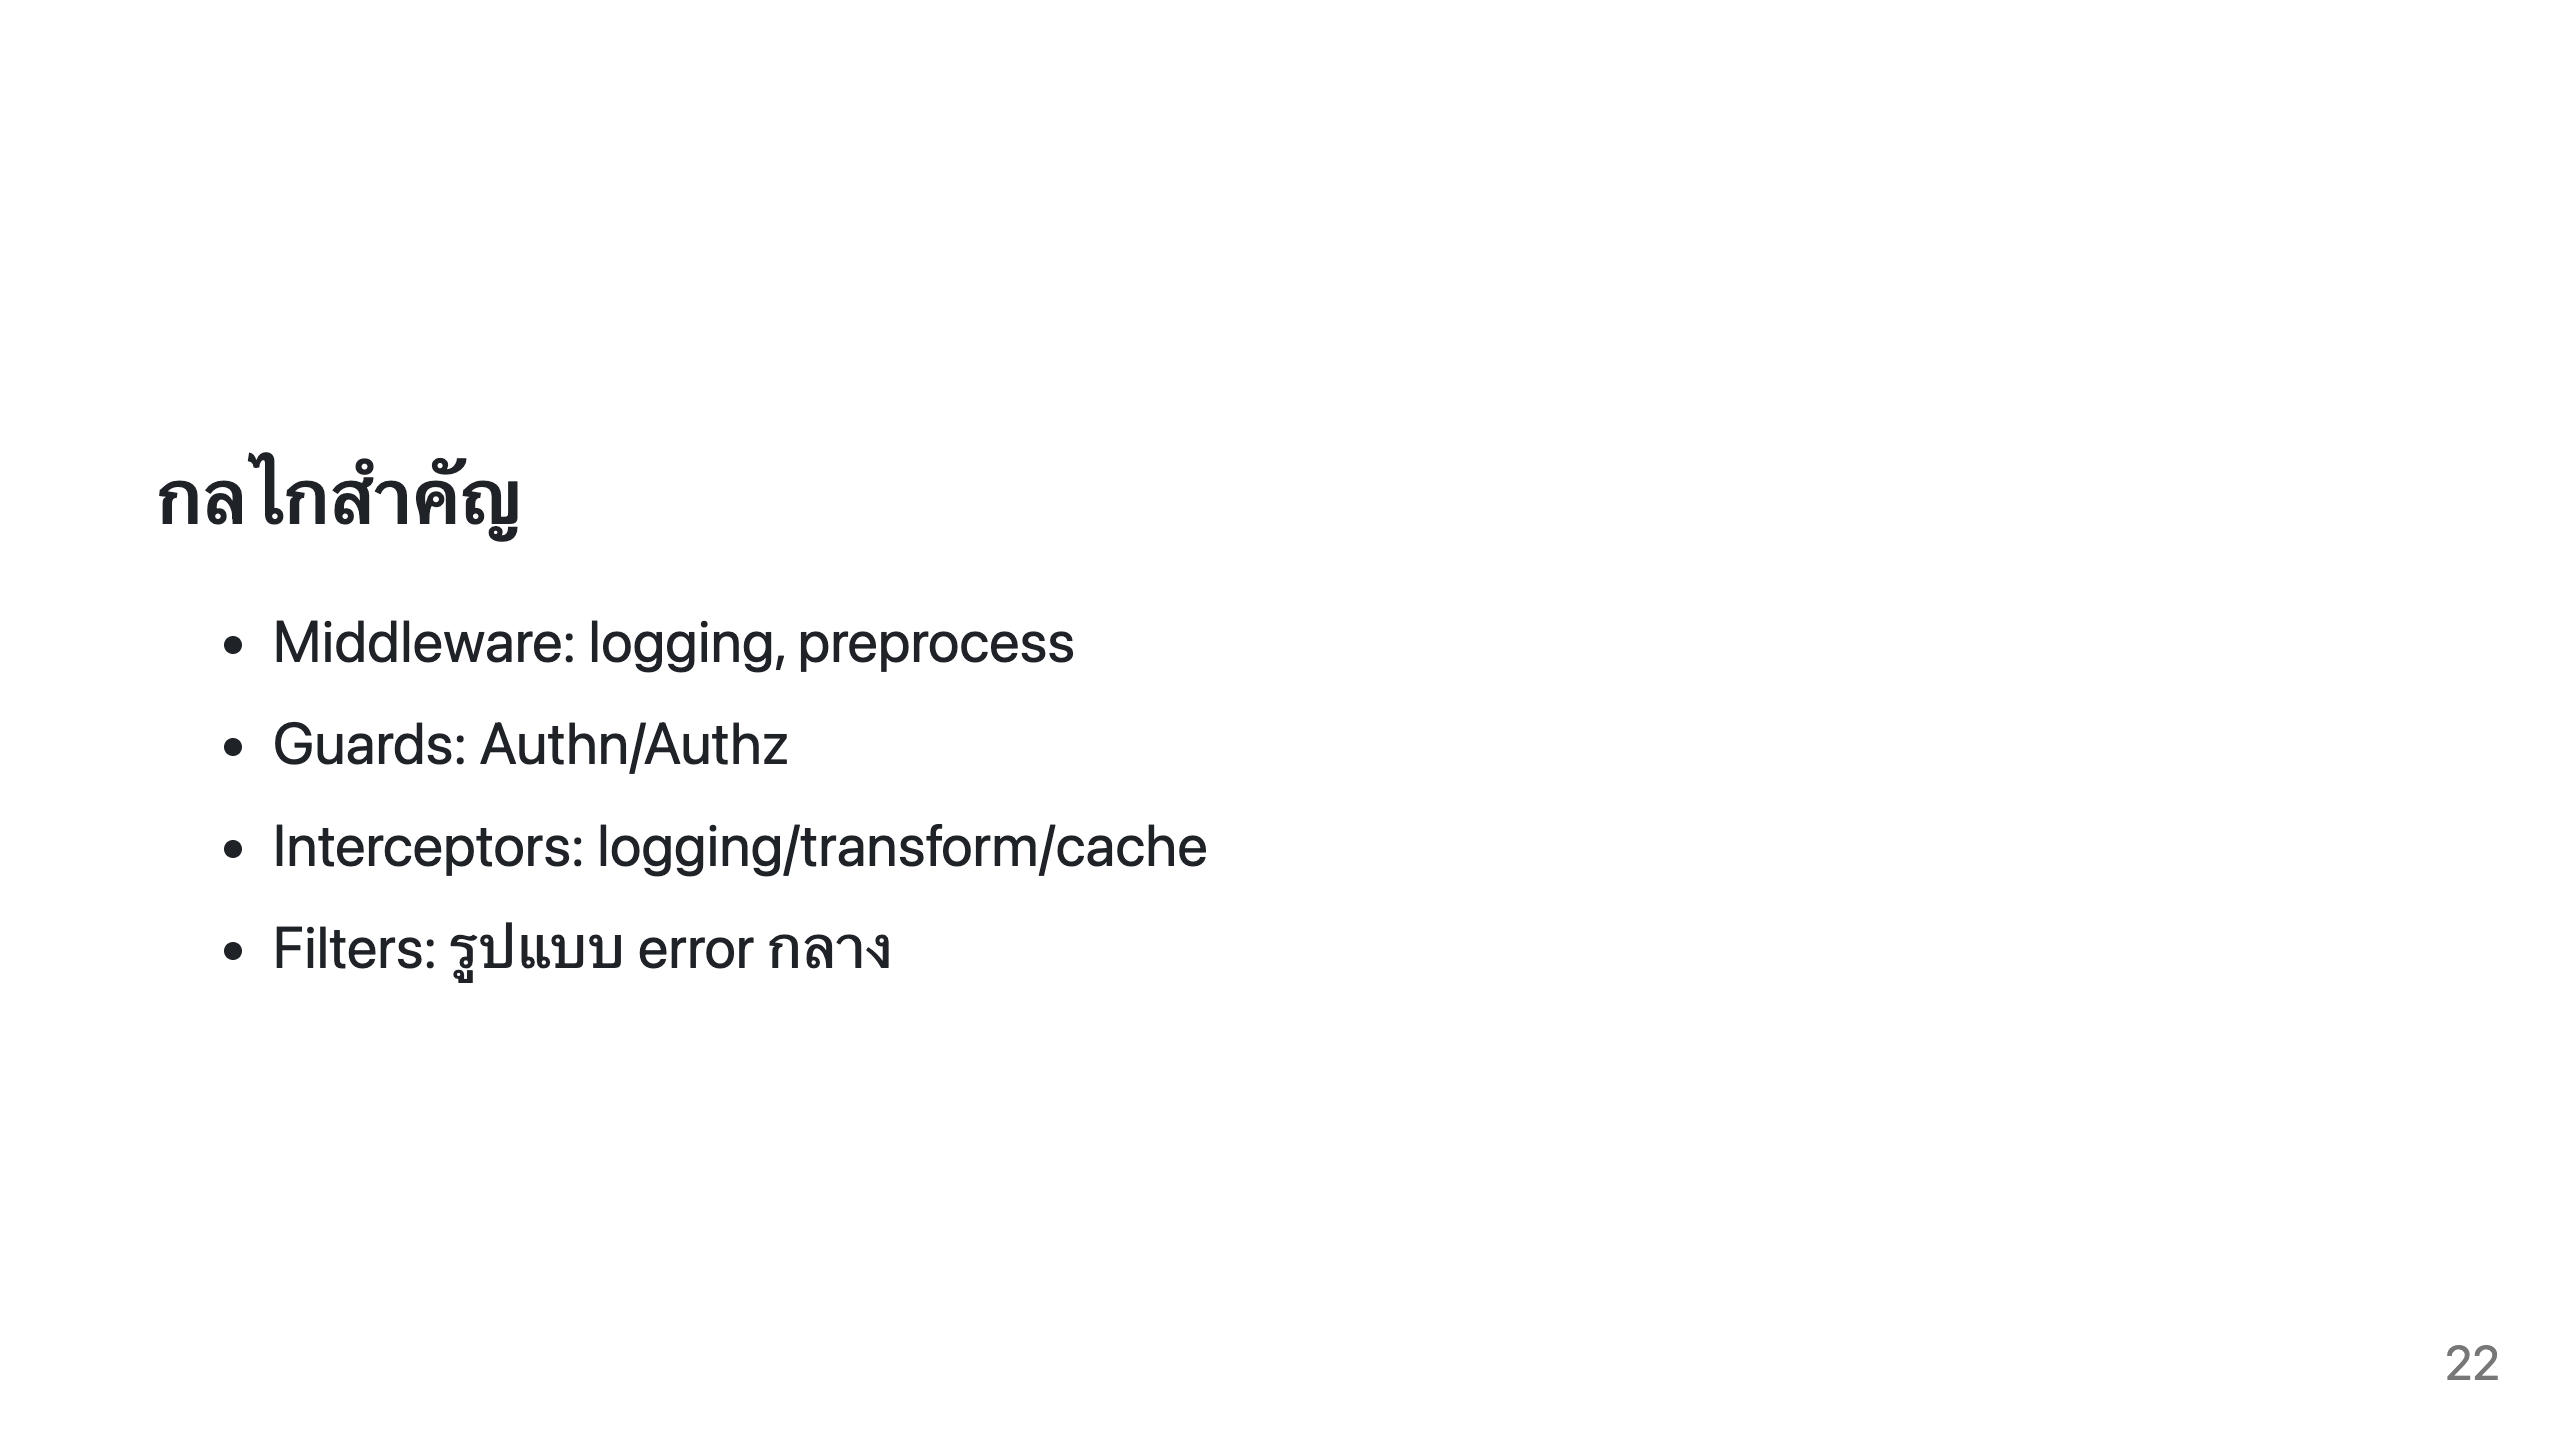 กลไกสำคัญ
• Middleware: logging, preprocess
• Guards: Authn/Authz
• Interceptors: logging/transform/cache
• Filters: รูปแบบ error กลาง
22